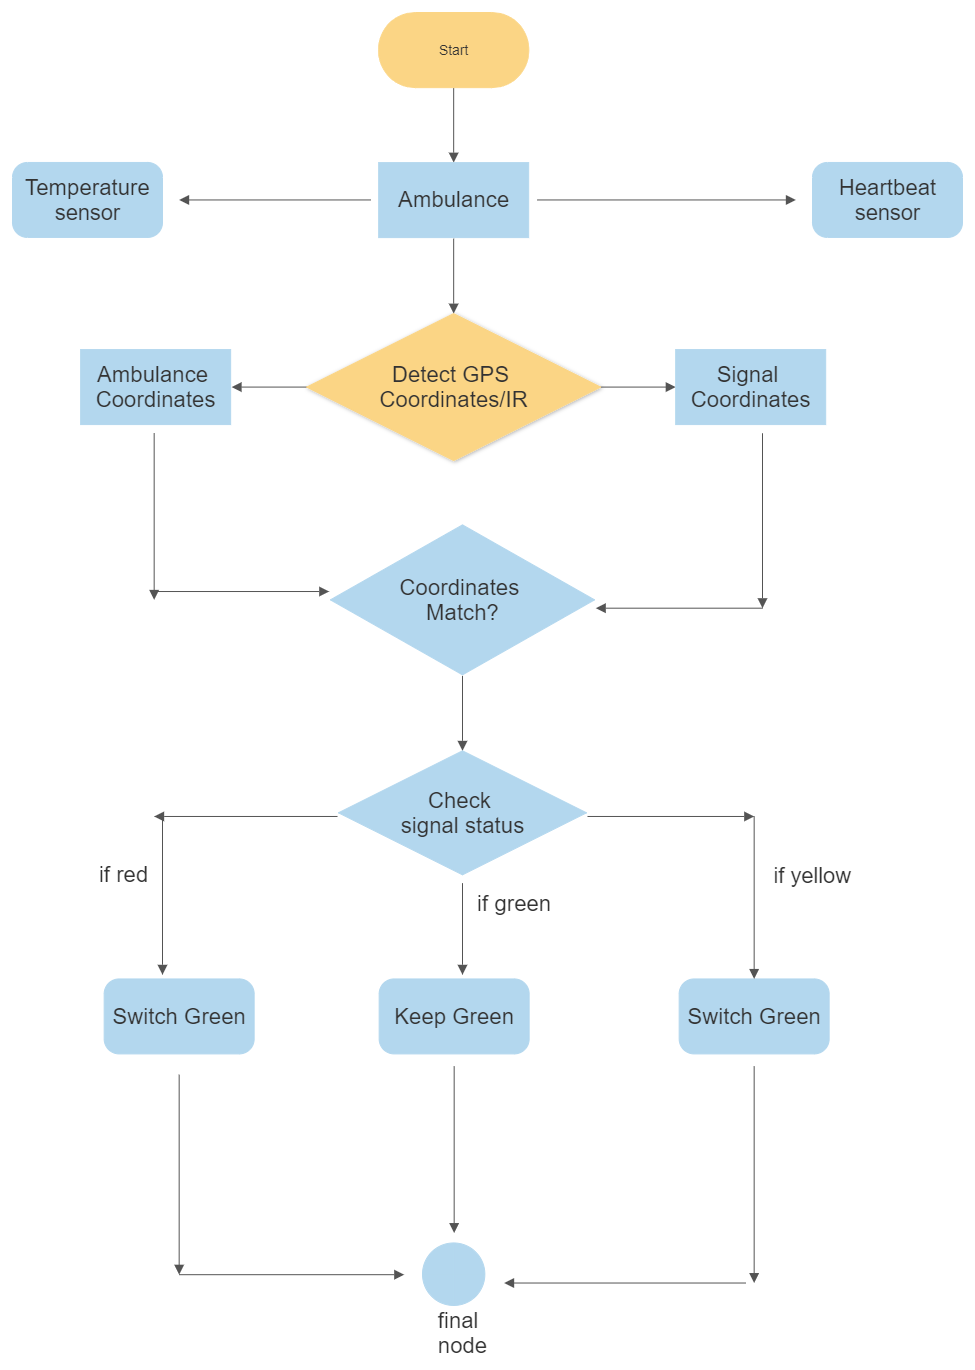 Start
Temperature
sensor
Ambulance
Heartbeat
sensor
Ambulance
Coordinates
Detect GPS
Coordinates/IR
Signal
Coordinates
Coordinates
Match?
Check
signal status
if red
if green
if yellow
Switch Green
Keep Green
Switch Green
final
node